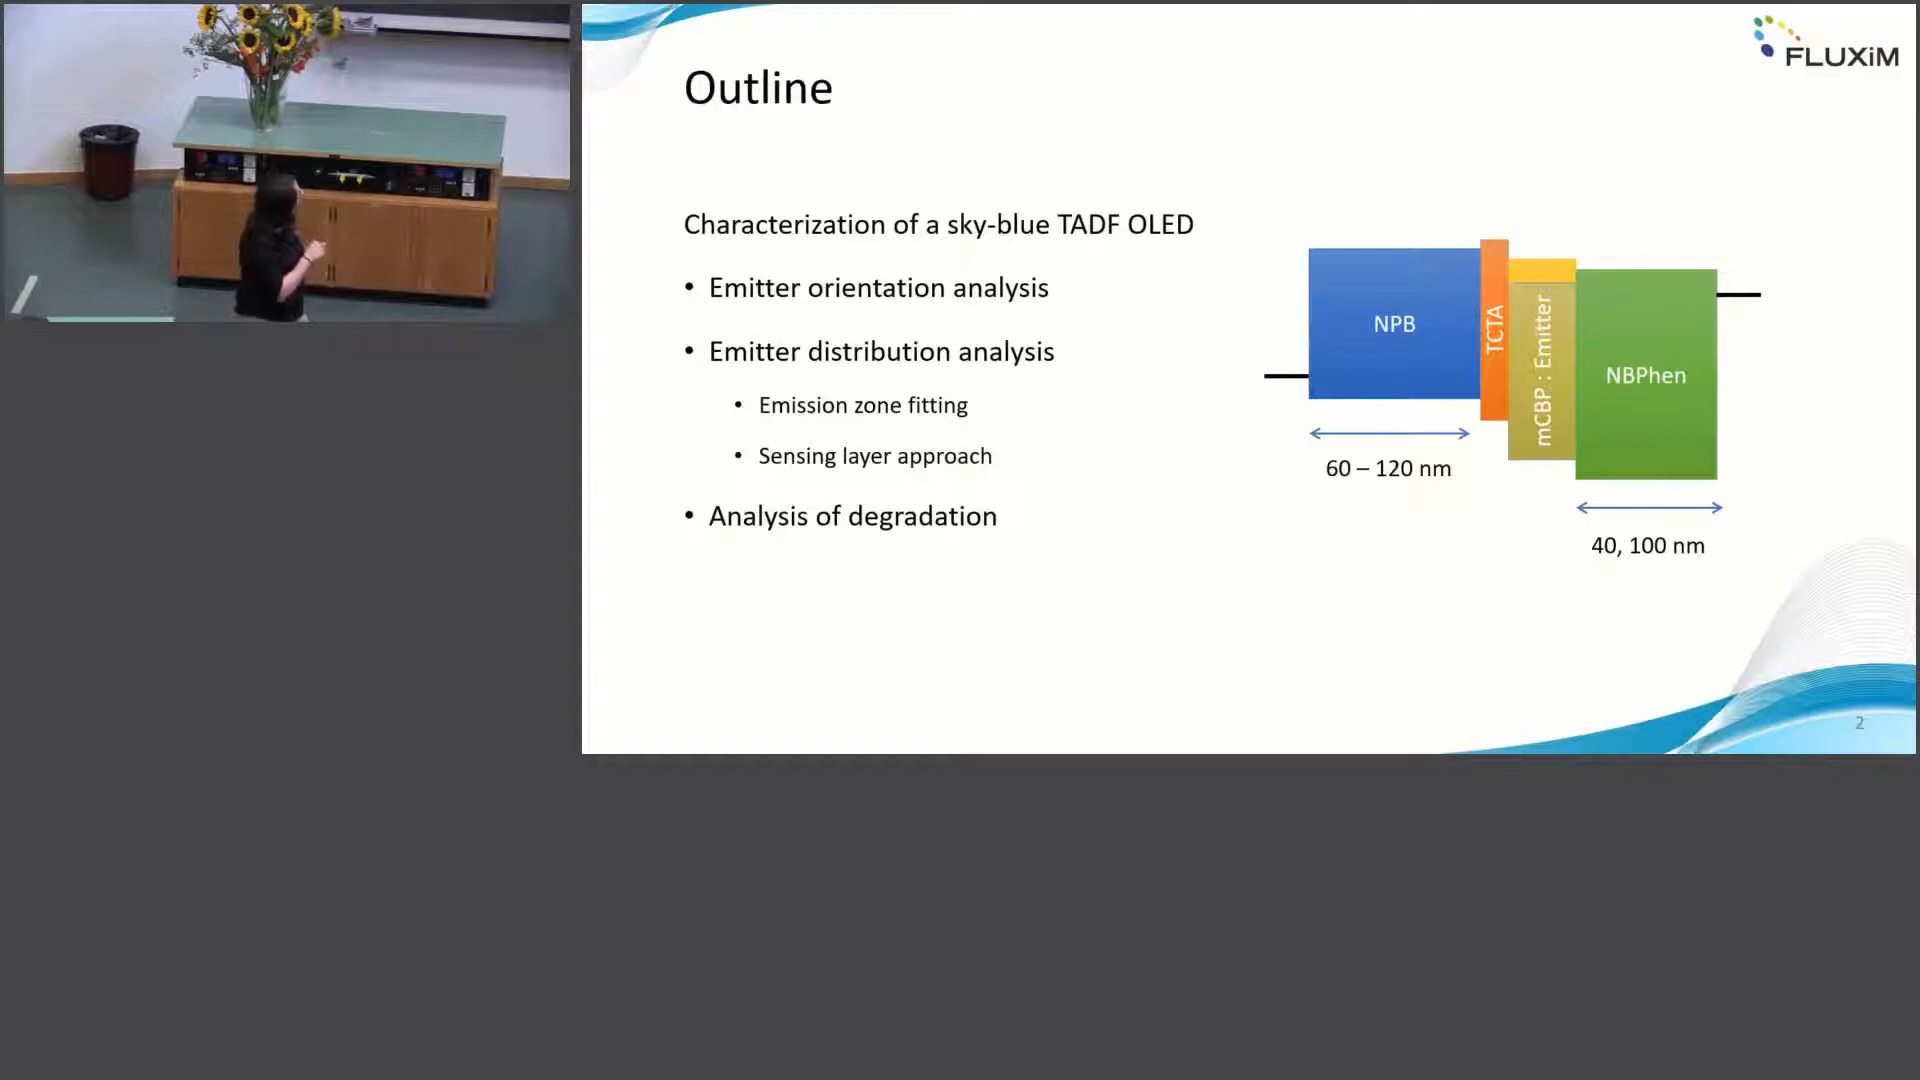 FLUXiM
Outline
Characterization of a sky-blue TADF OLED
• Emitter orientation analysis
• Emitter distribution analysis
• Emission zone fitting
• Sensing layer approach
• Analysis of degradation
NPB
TCTA
mCBP : Emitter
NBPhen
60 – 120 nm
40, 100 nm
2